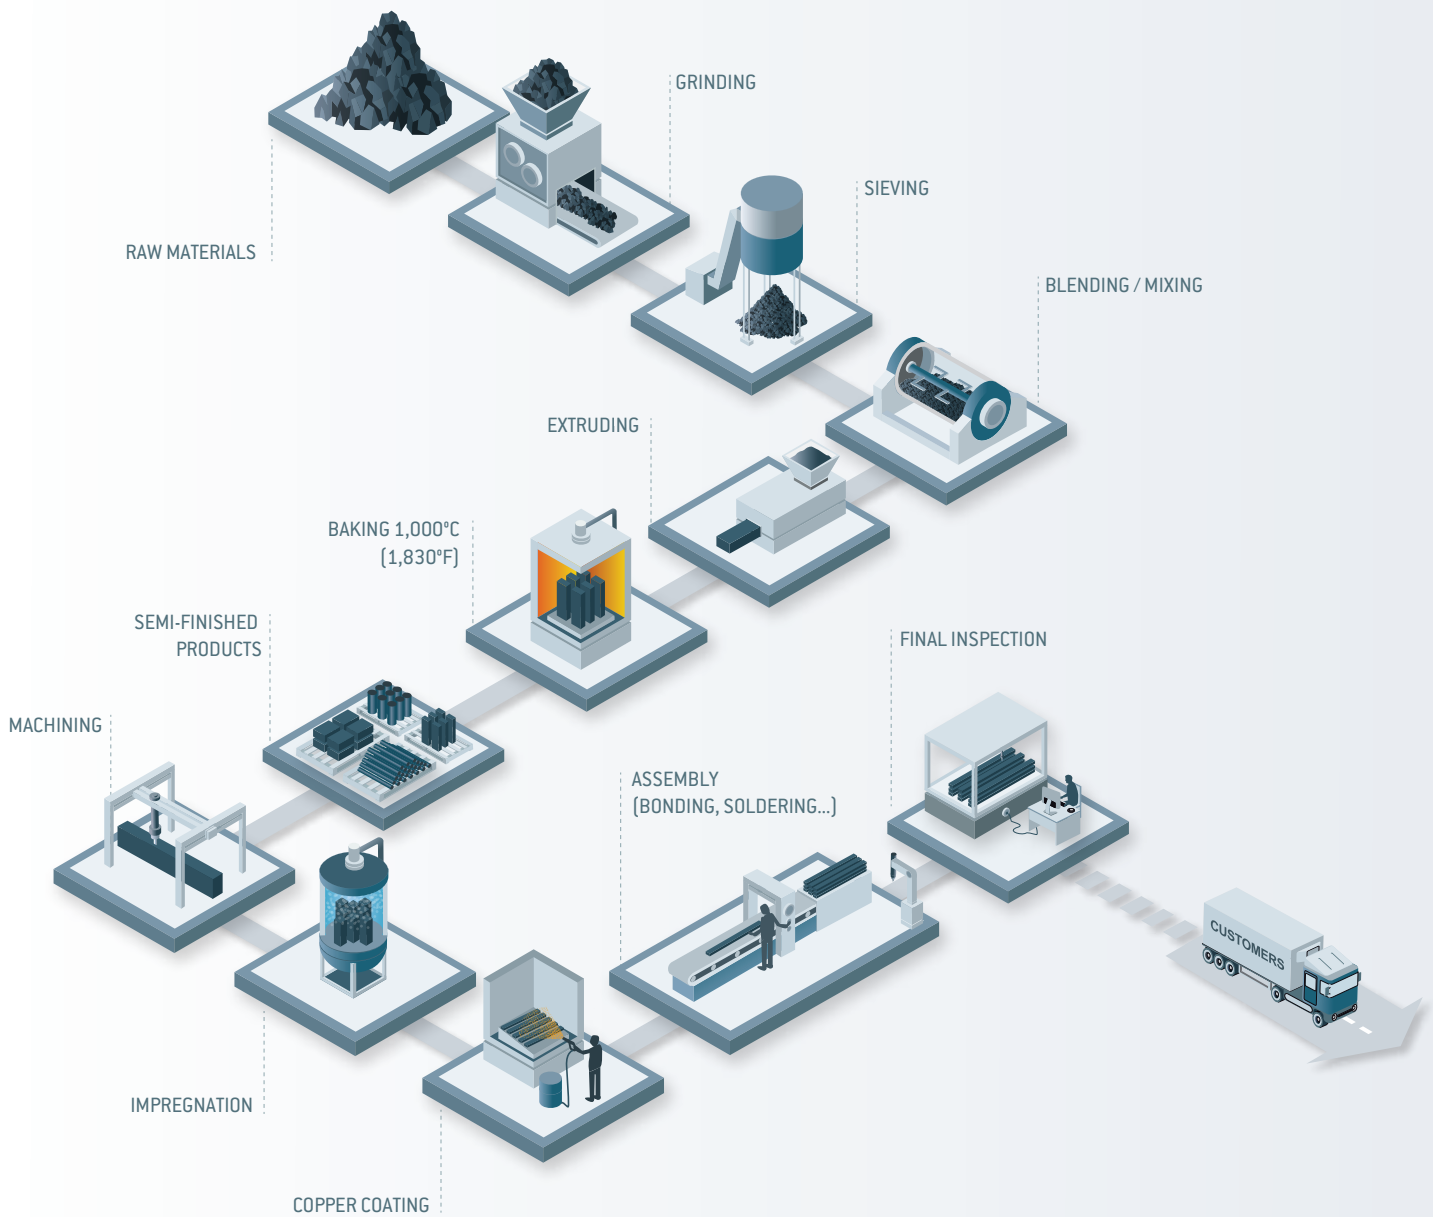 GRINDING
SIEVING
RAW MATERIALS
BLENDING / MIXING
EXTRUDING
BAKING 1,000°C
(1,830°F)
SEMI-FINISHED
PRODUCTS
FINAL INSPECTION
MACHINING
ASSEMBLY
(BONDING, SOLDERING...)
CUSTOMERS
IMPREGNATION
COPPER COATING